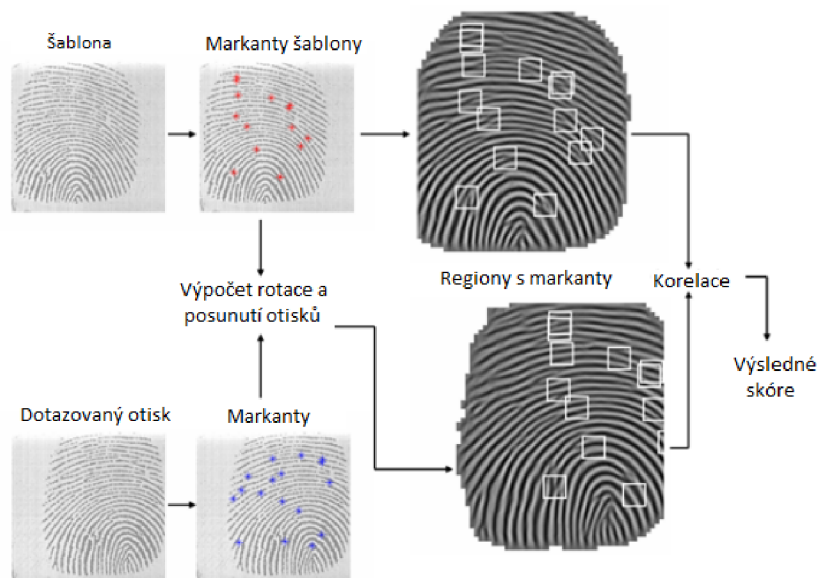 Šablona
Markanty šablony
Regiony s markanty
Korelace
Výpočet rotace a
posunutí otisků
Výsledné
skóre
Dotazovaný otisk
Markanty